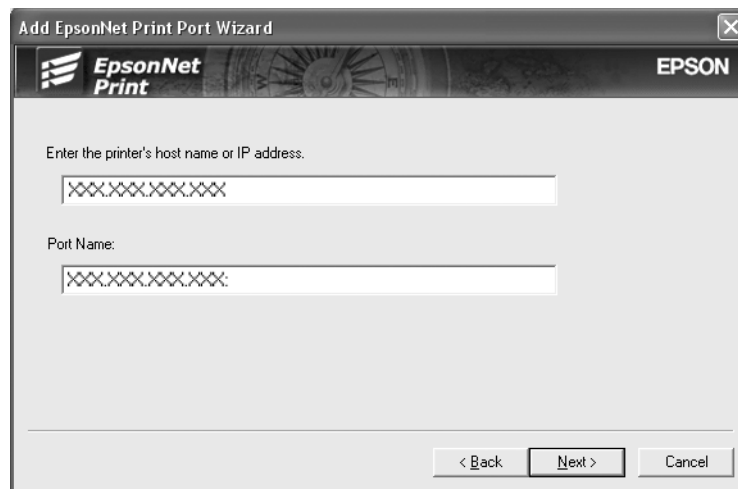 Add EpsonNet Print Port Wizard
EpsonNet
Print
EPSON
Enter the printer's host name or IP address.
XXX.XXX.XXX.XXX
Port Name:
XXX.XXX.XXX.XXX:
< Back
Next >
Cancel